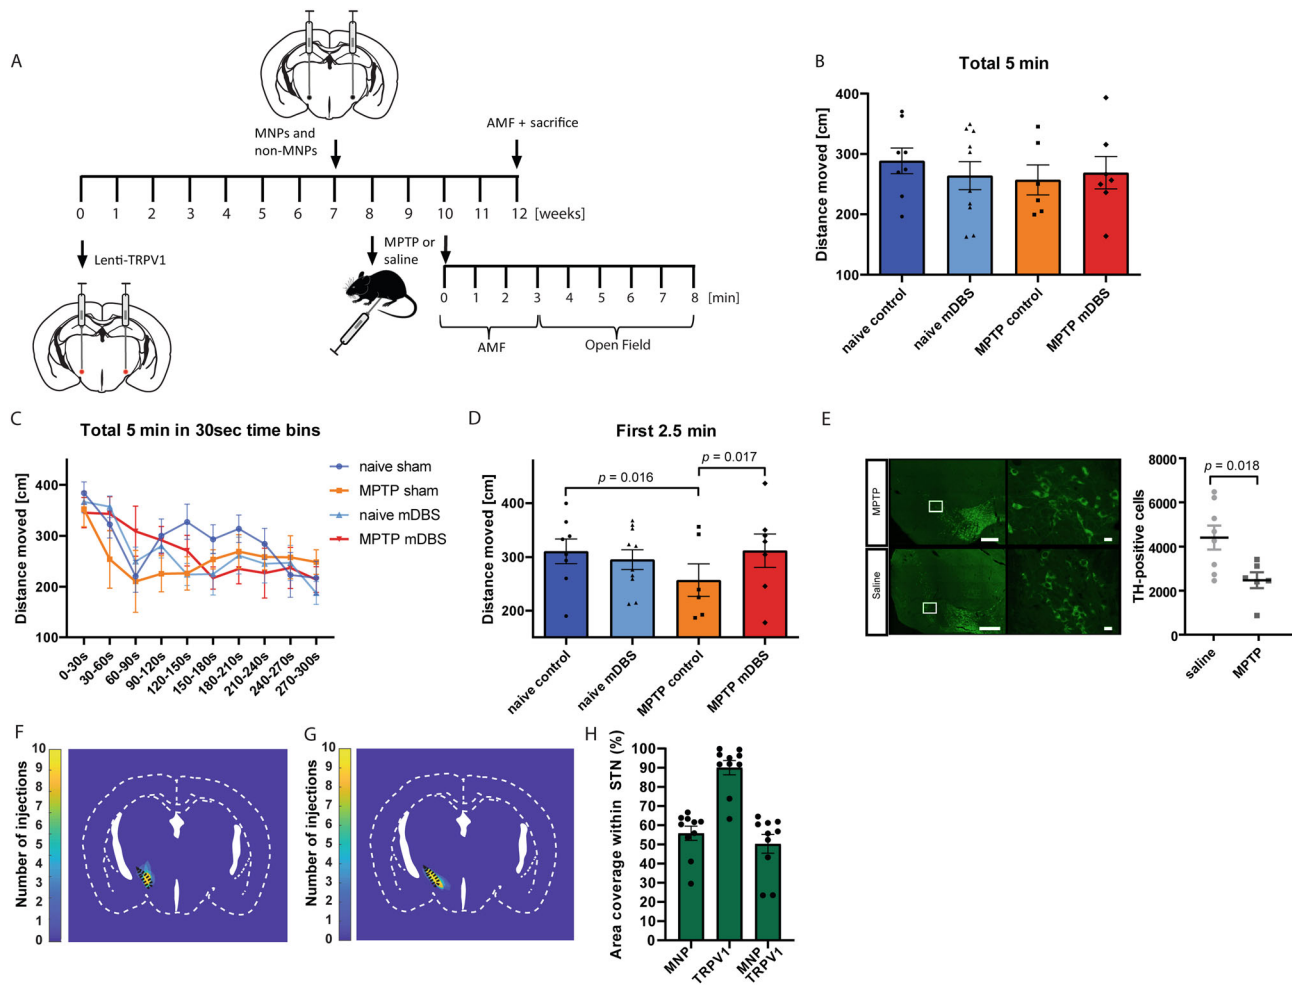 A
MNPs and
non-MNPs
AMF + sacrifice
0 1 2 3 4 5 6 7 8 9 10 11 12 [weeks]
Lenti-TRPV1
MPTP or
saline
0 1 2 3 4 5 6 7 8 [min]
AMF
Open Field
B
Total 5 min
Distance moved [cm]
400
300
200
100
naive control
naive mDBS
MPTP control
MPTP mDBS
C
Total 5 min in 30sec time bins
Distance moved [cm]
400
300
200
100
0-30s
30-60s
60-90s
90-120s
120-150s
150-180s
180-210s
210-240s
240-270s
270-300s
naive sham
MPTP sham
naive mDBS
MPTP mDBS
D
First 2.5 min
Distance moved [cm]
400
300
200
p = 0.016
p = 0.017
naive control
naive mDBS
MPTP control
MPTP mDBS
E
MPTP
Saline
TH-positive cells
8000
6000
4000
2000
0
p = 0.018
saline
MPTP
F
Number of injections
10
9
8
7
6
5
4
3
2
1
0
G
Number of injections
10
9
8
7
6
5
4
3
2
1
0
H
Area coverage within STN (%)
100
90
80
70
60
50
40
30
20
10
0
MNP
TRPV1
MNP
TRPV1